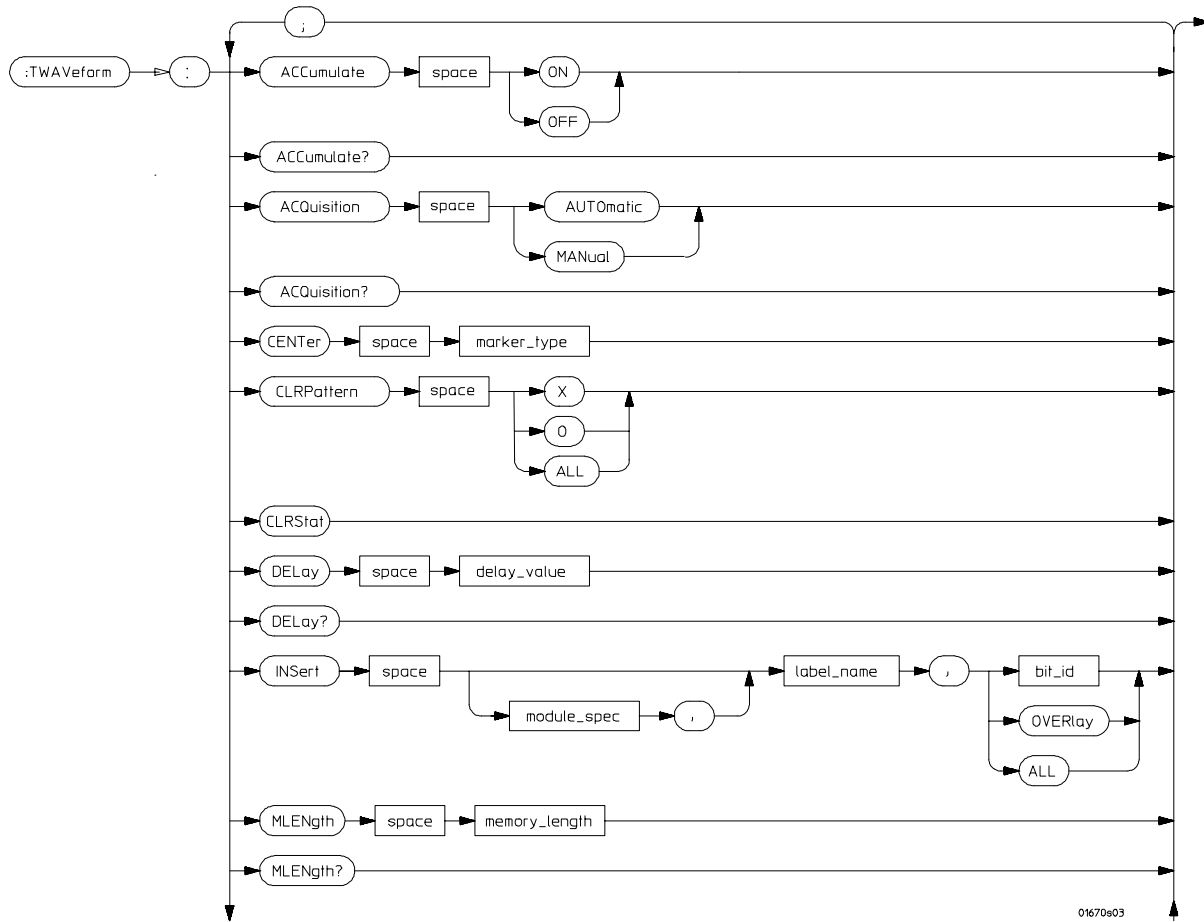 ;
:TWAVeform : ACCumulate space ON
OFF
ACCumulate?
ACQuisition space AUTOmatic
MANual
ACQuisition?
CENTer space marker_type
CLRPattern space X
O
ALL
CLRStat
DELay space delay_value
DELay?
INSert space label_name , bit_id
module_spec , OVERlay
ALL
MLENgth space memory_length
MLENgth?
01670s03